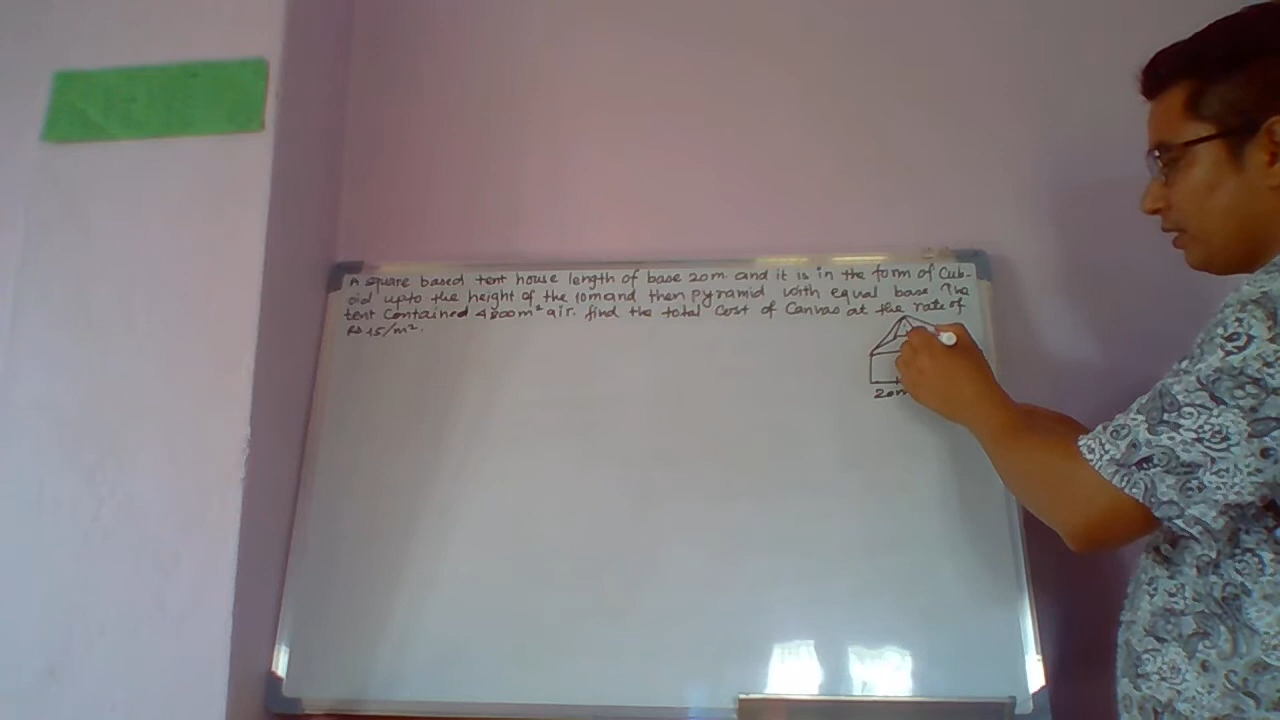 A square based tent house length of base 20m and it is in the form of Cub-
oid upto the height of the 10m and then pyramid with equal base. The
tent contained 4800m² air. find the total Cost of Canvas at the rate of
Rs 15/m².
20m